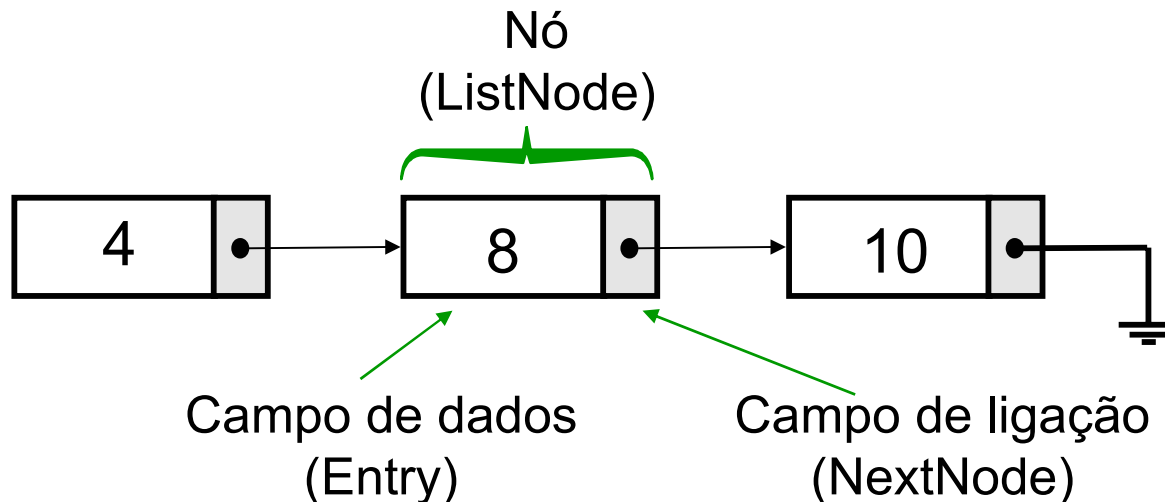 Nó
(ListNode)
4 8 10
Campo de dados
(Entry)
Campo de ligação
(NextNode)